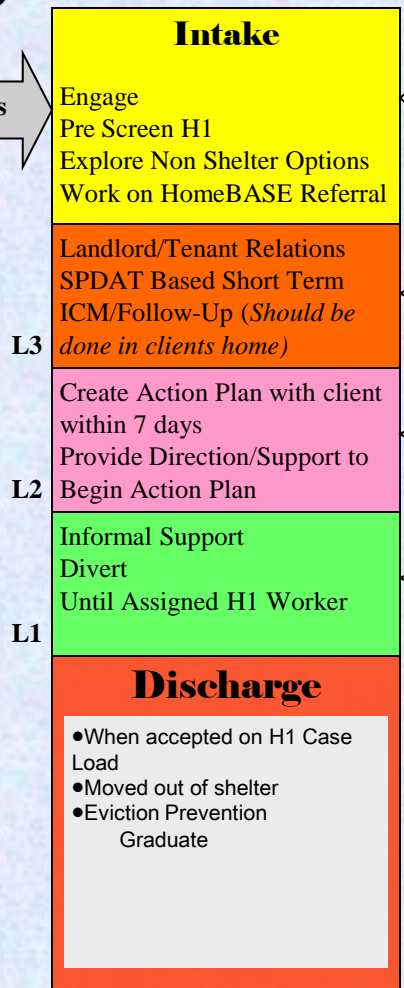 Intake
s
Engage
Pre Screen H1
Explore Non Shelter Options
Work on HomeBASE Referral
Landlord/Tenant Relations
SPDAT Based Short Term
ICM/Follow-Up (Should be
L3 done in clients home)
Create Action Plan with client
within 7 days
Provide Direction/Support to
L2 Begin Action Plan
Informal Support
Divert
Until Assigned H1 Worker
L1
Discharge
●When accepted on H1 Case
Load
●Moved out of shelter
●Eviction Prevention
Graduate